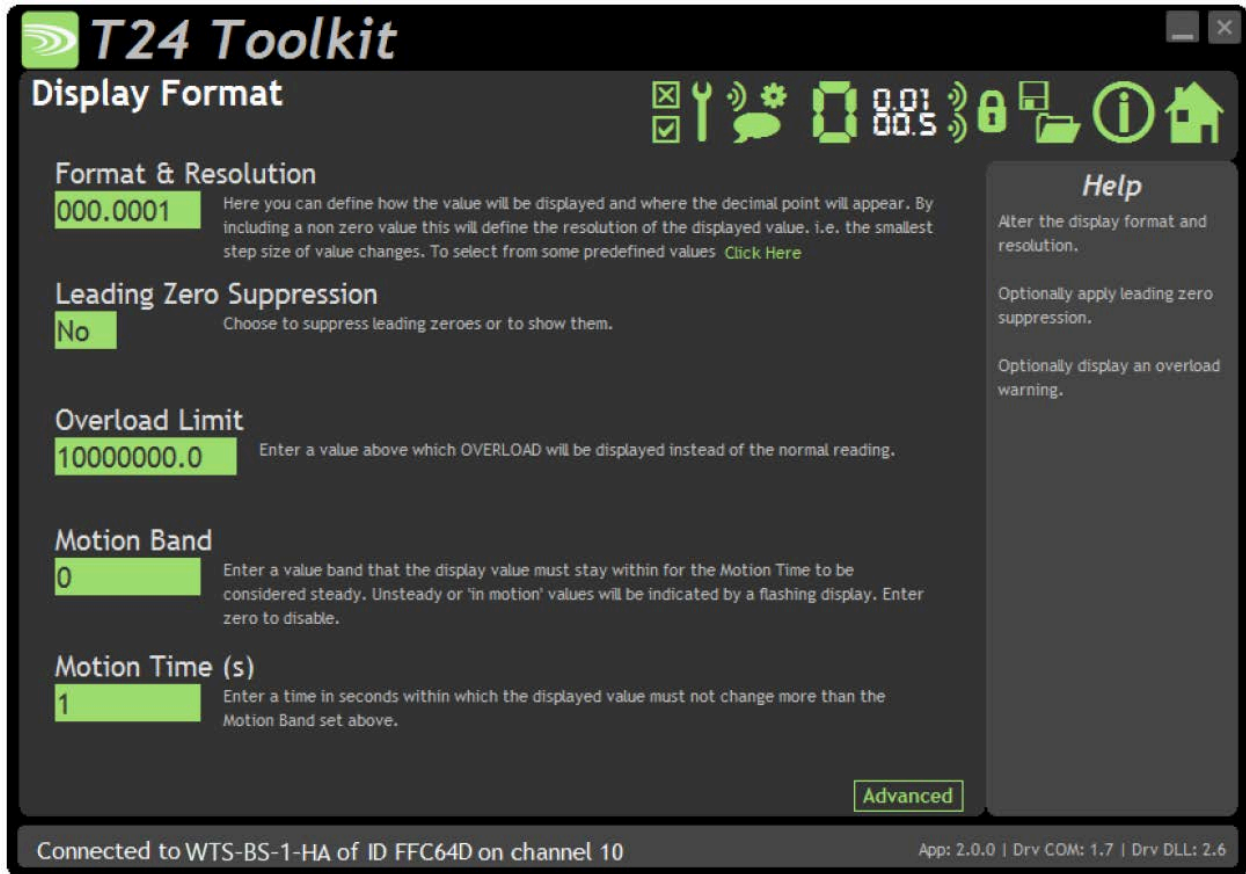 T24 Toolkit
Display Format
0
0.01
00.5
Format & Resolution
000.0001
Here you can define how the value will be displayed and where the decimal point will appear. By
including a non zero value this will define the resolution of the displayed value. i.e. the smallest
step size of value changes. To select from some predefined values Click Here
Leading Zero Suppression
No
Choose to suppress leading zeroes or to show them.
Overload Limit
10000000.0
Enter a value above which OVERLOAD will be displayed instead of the normal reading.
Motion Band
0
Enter a value band that the display value must stay within for the Motion Time to be
considered steady. Unsteady or 'in motion' values will be indicated by a flashing display. Enter
zero to disable.
Motion Time (s)
1
Enter a time in seconds within which the displayed value must not change more than the
Motion Band set above.
Advanced
Help
Alter the display format and
resolution.
Optionally apply leading zero
suppression.
Optionally display an overload
warning.
Connected to WTS-BS-1-HA of ID FFC64D on channel 10
App: 2.0.0 | Drv COM: 1.7 | Drv DLL: 2.6